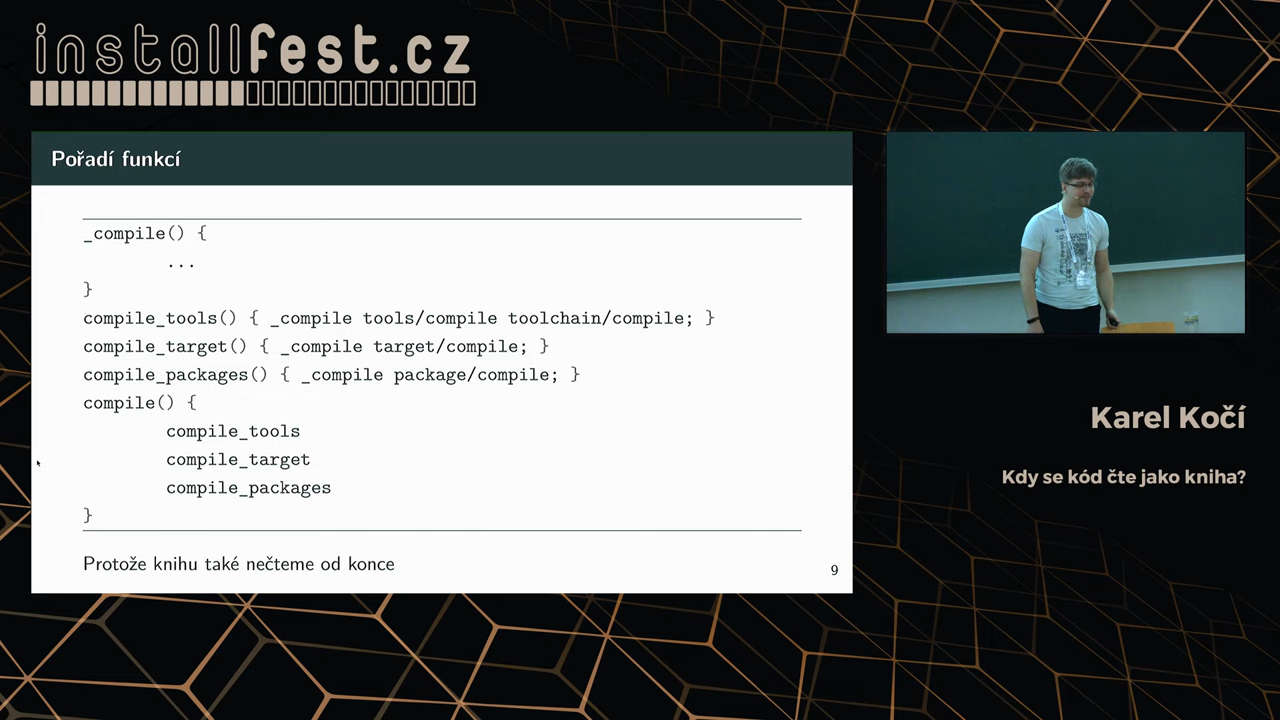 installfest.cz
Pořadí funkcí
_compile() {
...
}
compile_tools() { _compile tools/compile toolchain/compile; }
compile_target() { _compile target/compile; }
compile_packages() { _compile package/compile; }
compile() {
compile_tools
compile_target
compile_packages
}
Protože knihu také nečteme od konce
9
Karel Kočí
Kdy se kód čte jako kniha?